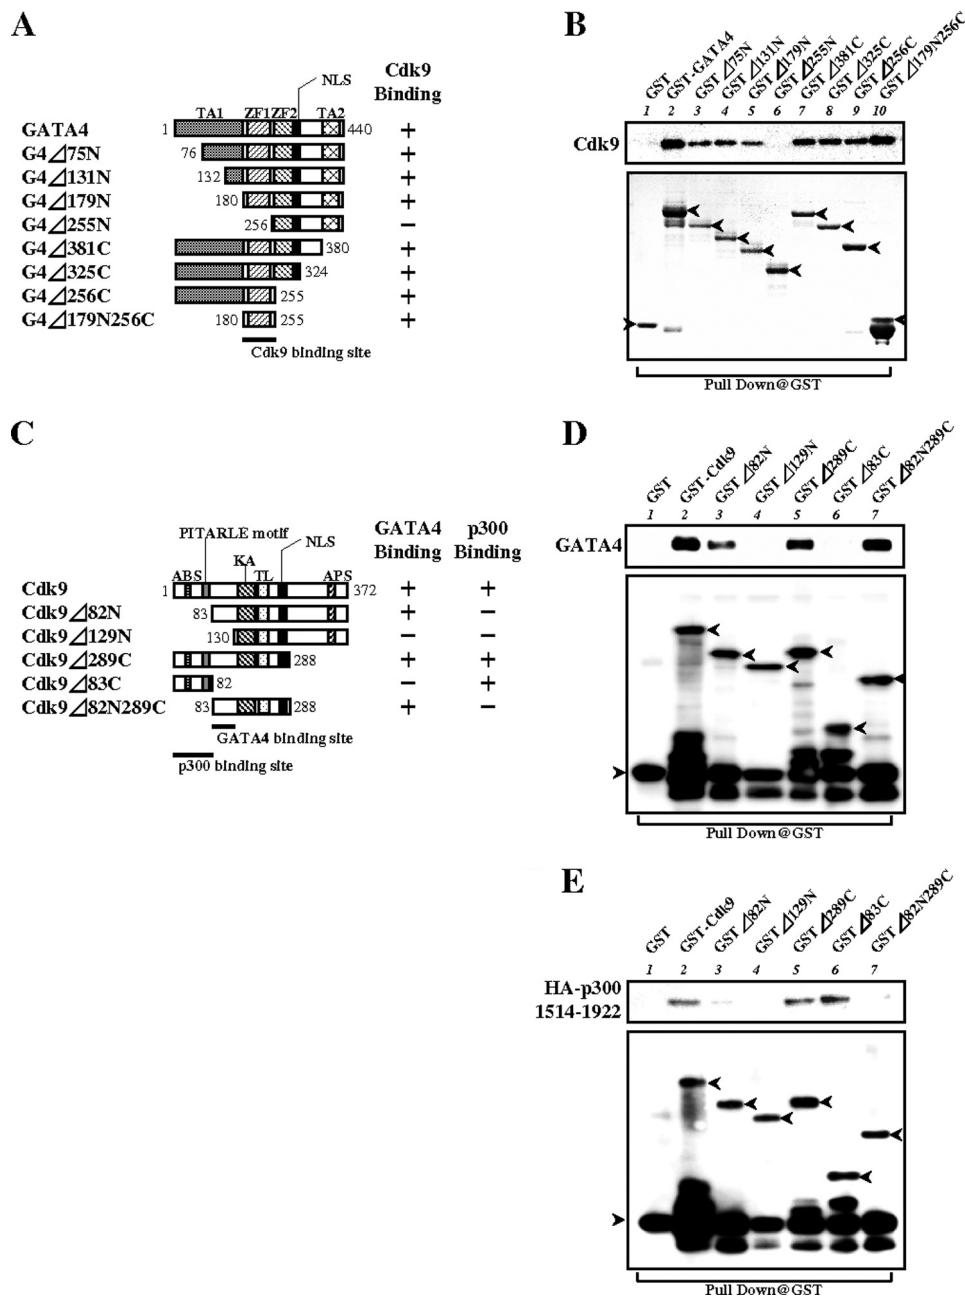 A
NLS
Cdk9
Binding
TA1 ZF1 ZF2 TA2
GATA4 1 440 +
G4⊿75N 76 +
G4⊿131N 132 +
G4⊿179N 180 +
G4⊿255N 256 −
G4⊿381C 380 +
G4⊿325C 324 +
G4⊿256C 255 +
G4⊿179N256C 180 255 +
Cdk9 binding site
B
GST
GST-GATA4
GST ⊿75N
GST ⊿131N
GST ⊿179N
GST ⊿255N
GST ⊿381C
GST ⊿325C
GST ⊿256C
GST ⊿179N256C
1 2 3 4 5 6 7 8 9 10
Cdk9
Pull Down@GST
C
PITARLE motif
NLS
GATA4
Binding
p300
Binding
KA
ABS TL APS
Cdk9 1 372 + +
Cdk9⊿82N 83 + −
Cdk9⊿129N 130 − −
Cdk9⊿289C 288 + +
Cdk9⊿83C 82 − +
Cdk9⊿82N289C 83 288 + −
GATA4 binding site
p300 binding site
D
GST
GST-Cdk9
GST ⊿82N
GST ⊿129N
GST ⊿289C
GST ⊿83C
GST ⊿82N289C
1 2 3 4 5 6 7
GATA4
Pull Down@GST
E
GST
GST-Cdk9
GST ⊿82N
GST ⊿129N
GST ⊿289C
GST ⊿83C
GST ⊿82N289C
1 2 3 4 5 6 7
HA-p300
1514-1922
Pull Down@GST